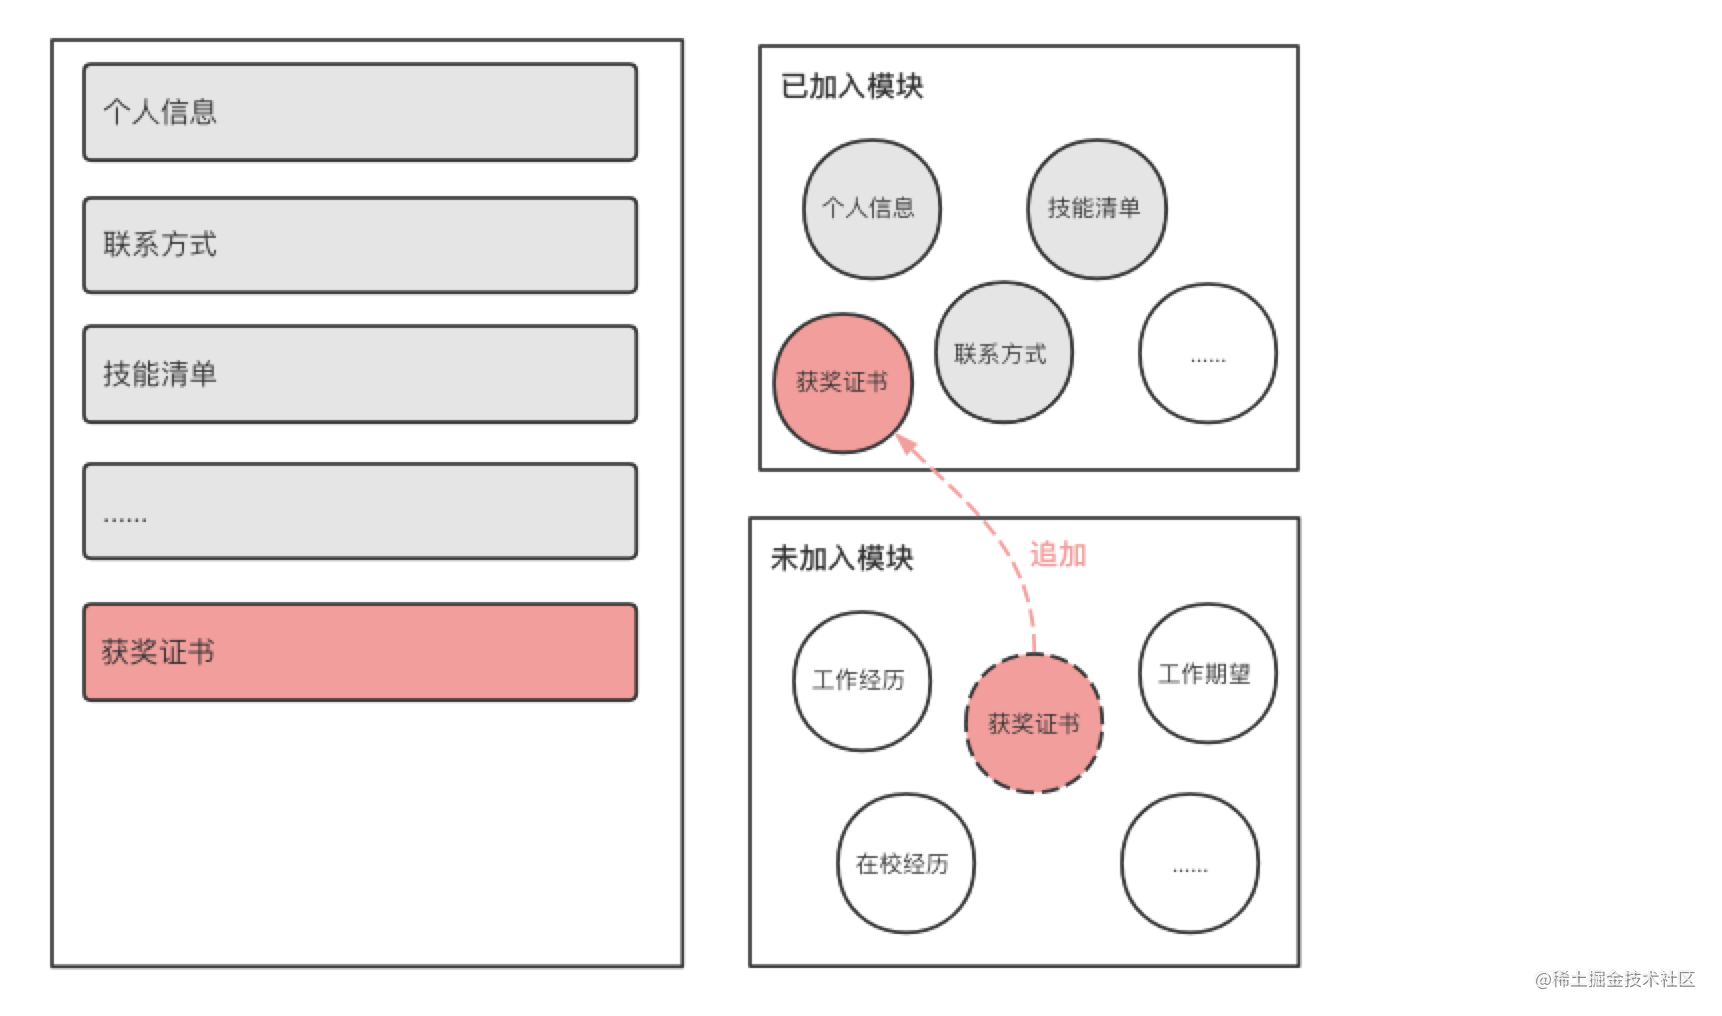 个人信息
联系方式
技能清单
......
获奖证书
已加入模块
个人信息
技能清单
获奖证书
联系方式
......
未加入模块
追加
工作经历
获奖证书
工作期望
在校经历
......
@稀土掘金技术社区